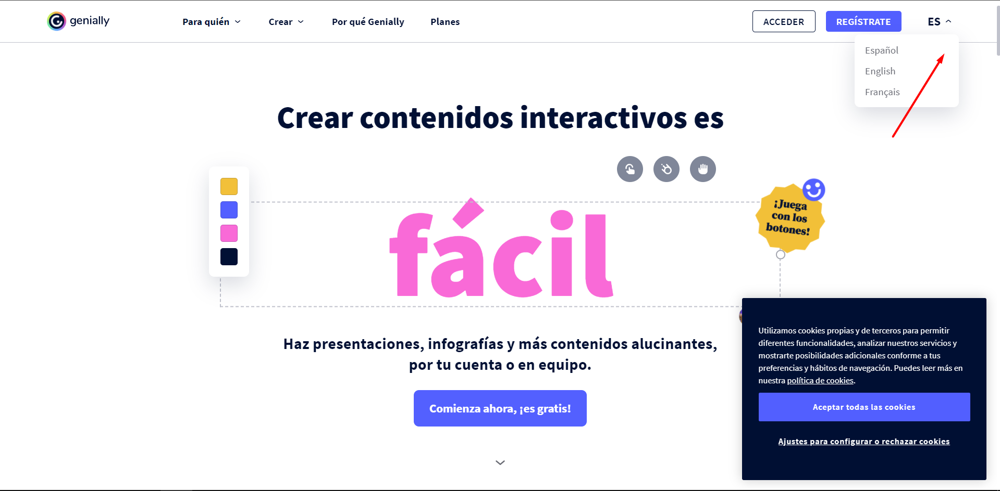 genially
Para quién
Crear
Por qué Genially
Planes
ACCEDER
REGÍSTRATE
ES
Español
English
Français
Crear contenidos interactivos es
fácil
¡Juega
con los
botones!
Haz presentaciones, infografías y más contenidos alucinantes,
por tu cuenta o en equipo.
Comienza ahora, ¡es gratis!
Utilizamos cookies propias y de terceros para permitir
diferentes funcionalidades, analizar nuestros servicios y
mostrarte posibilidades adicionales conforme a tus
preferencias y hábitos de navegación. Puedes leer más en
nuestra política de cookies.
Aceptar todas las cookies
Ajustes para configurar o rechazar cookies